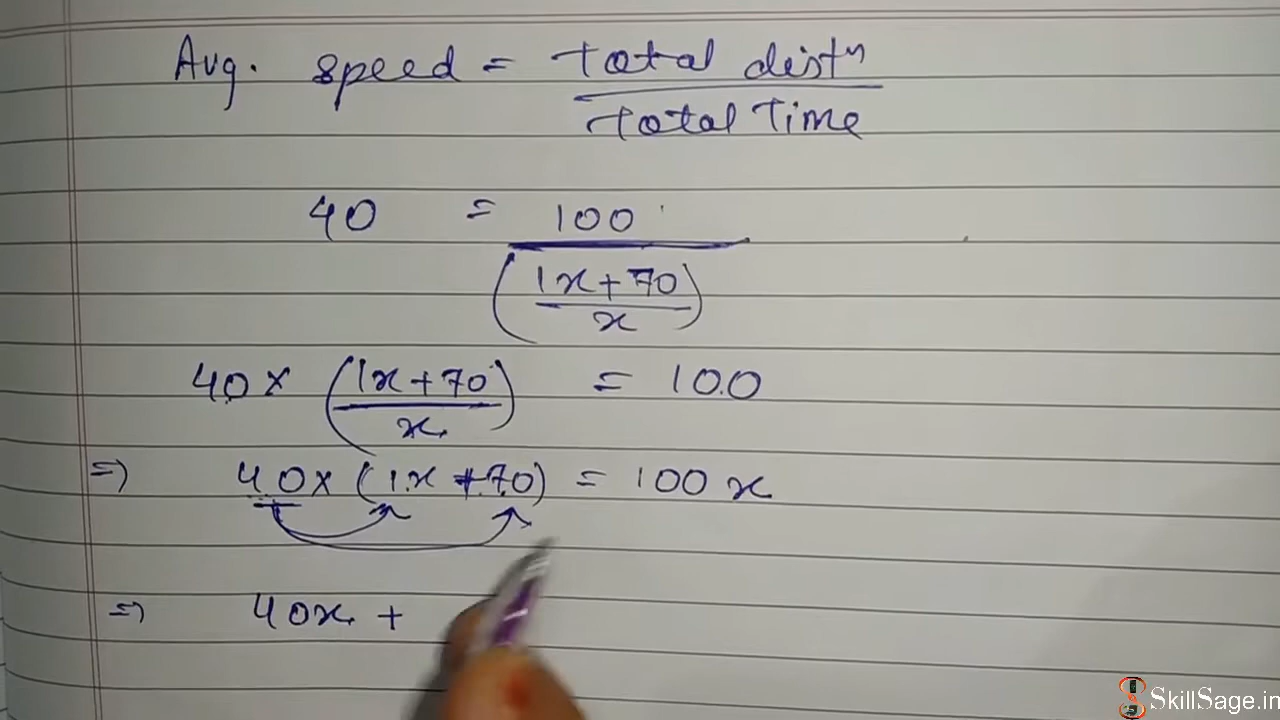 Avg. speed = total distⁿ
total Time
40 = 100
(1x+70)
x
40 × (1x+70) = 100
x
=) 40 × (1x + 70) = 100 x
=) 40x +
SkillSage.in